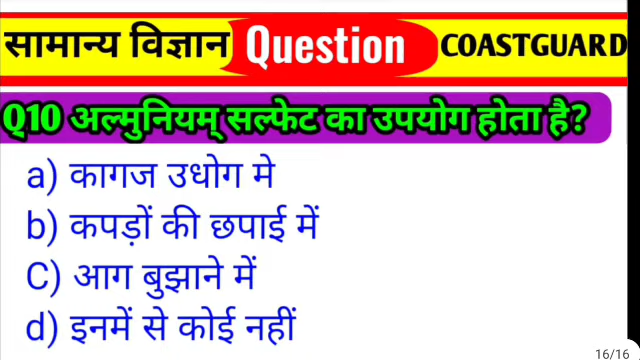 सामान्य विज्ञान Question COASTGUARD
Q10 अल्मुनियम् सल्फेट का उपयोग होता है?
a) कागज उधोग मे
b) कपड़ों की छपाई में
C) आग बुझाने में
d) इनमें से कोई नहीं
16/16